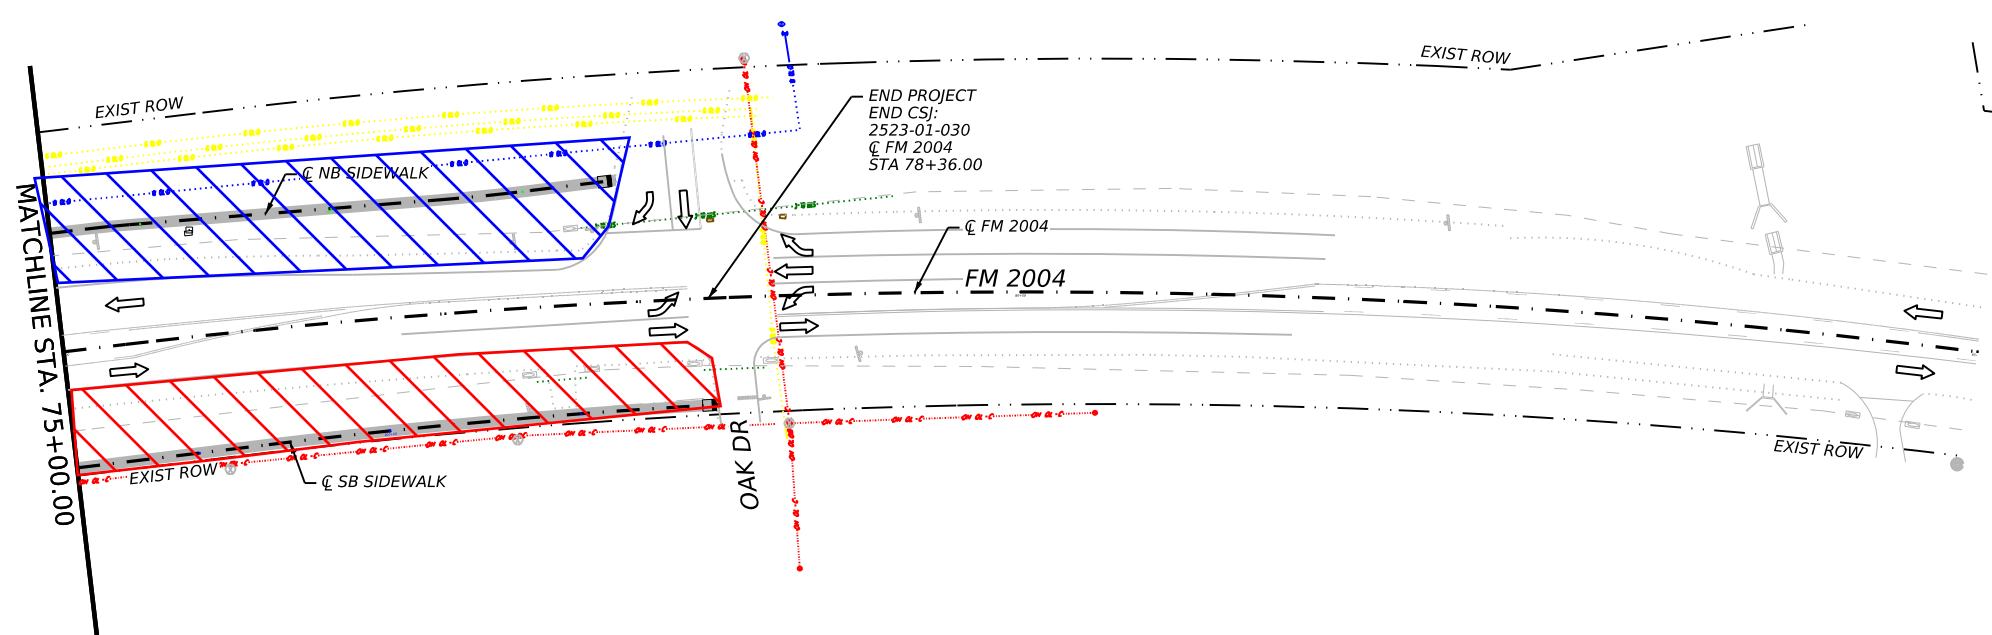 EXIST ROW
EXIST ROW
END PROJECT
END CSJ:
2523-01-030
℄ FM 2004
STA 78+36.00
℄ NB SIDEWALK
MATCHLINE STA. 75+00.00
℄ FM 2004
FM 2004
OAK DR
EXIST ROW
℄ SB SIDEWALK
EXIST ROW